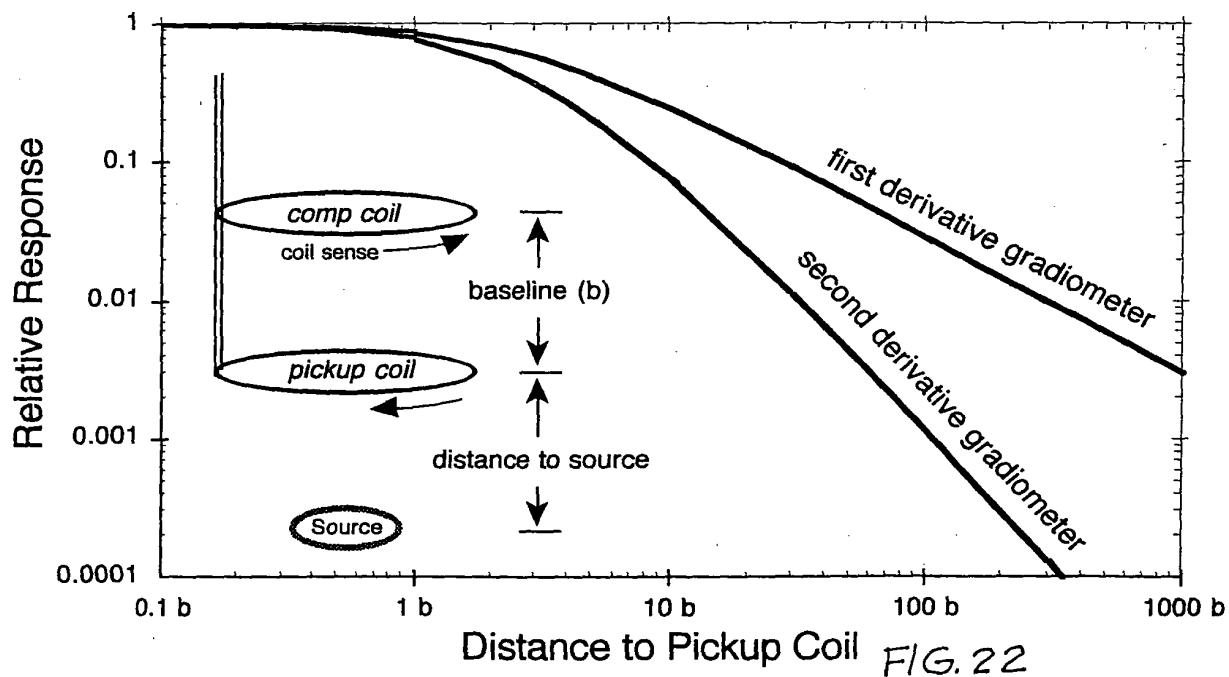 Relative Response
1
0.1
0.01
0.001
0.0001
comp coil
coil sense
baseline (b)
pickup coil
distance to source
Source
first derivative gradiometer
second derivative gradiometer
0.1 b
1 b
10 b
100 b
1000 b
Distance to Pickup Coil
FIG. 22